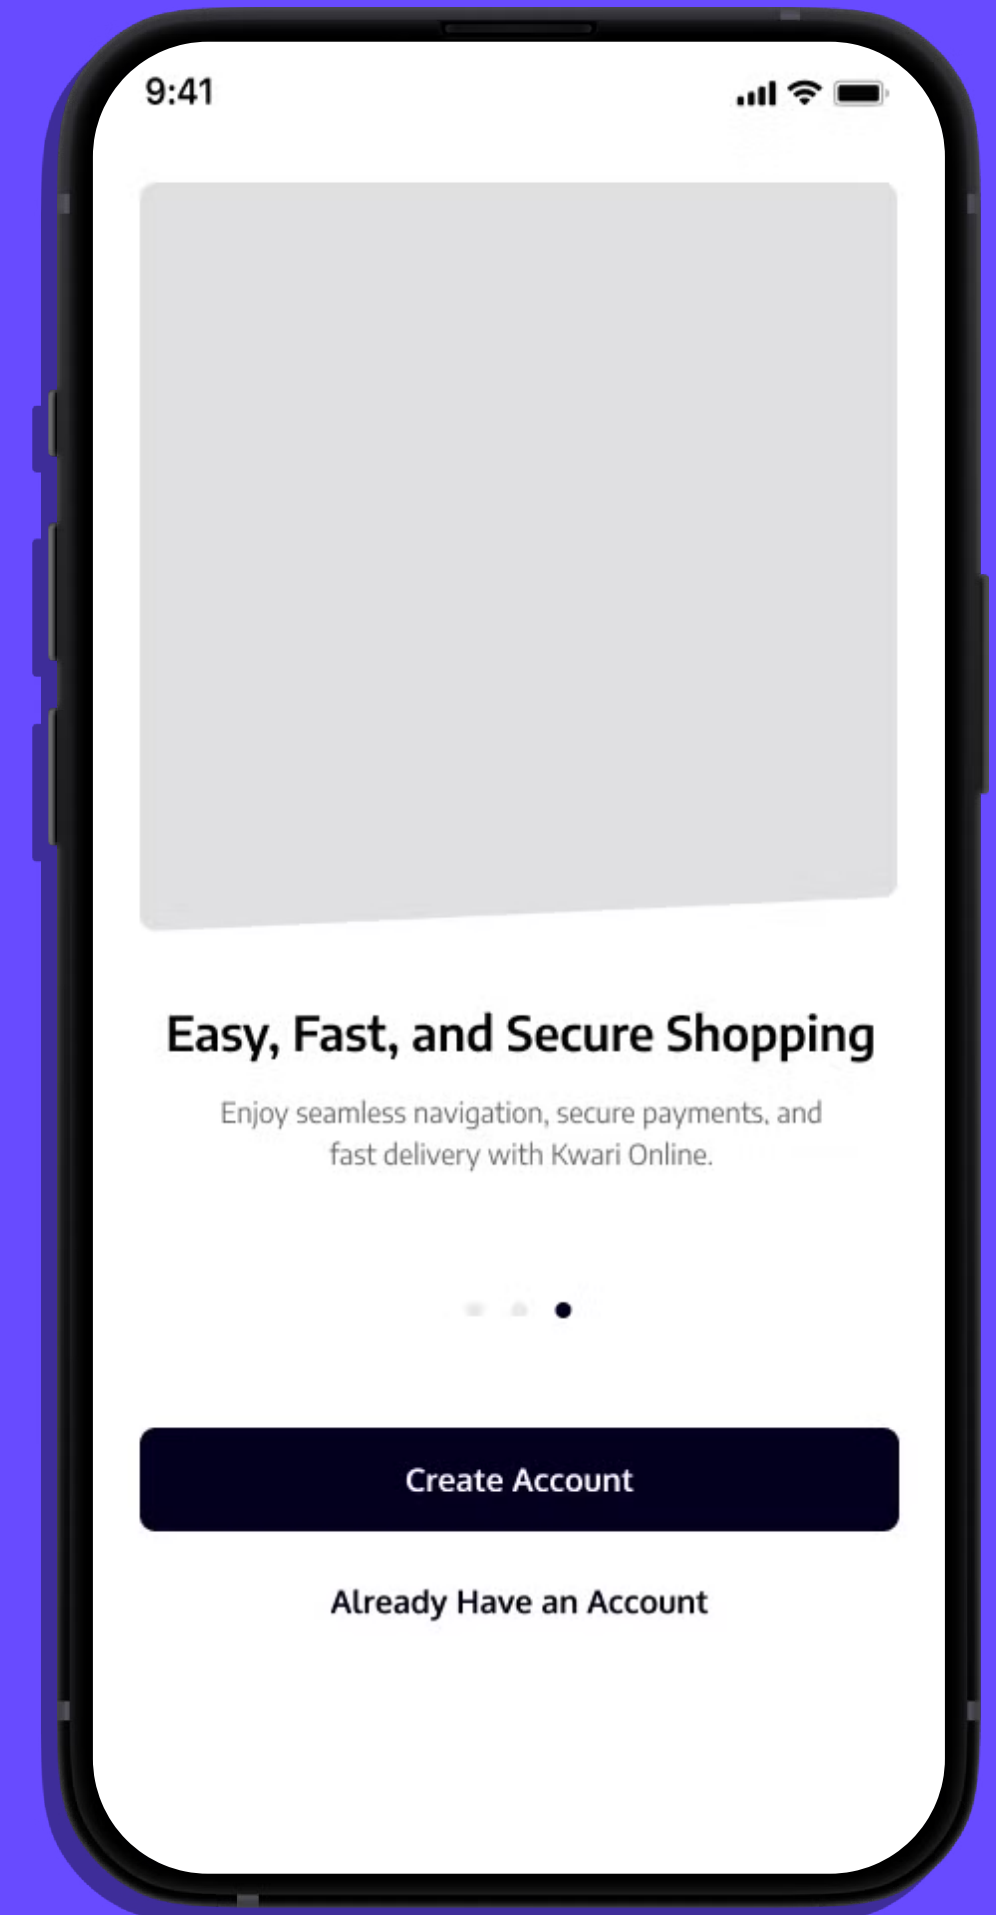 9:41
Easy, Fast, and Secure Shopping
Enjoy seamless navigation, secure payments, and
fast delivery with Kwari Online.
Create Account
Already Have an Account